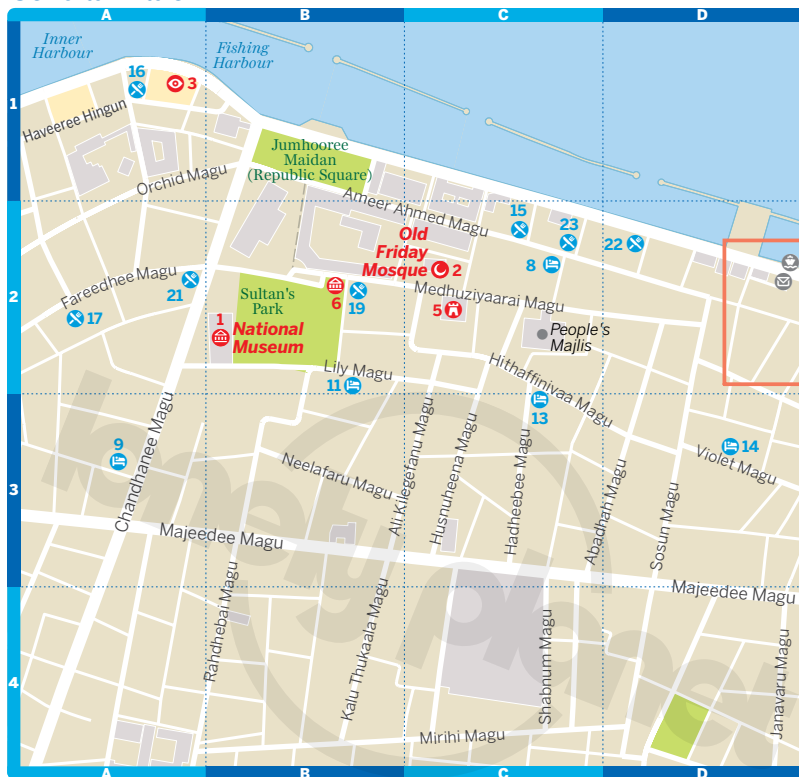 A
B
C
D
Inner
Harbour
Fishing
Harbour
16
3
1
Haveeree Hingun
Jumhooree
Maidan
(Republic Square)
Orchid Magu
Ameer Ahmed Magu
15
23
22
Old
Friday
Mosque
2
8
Fareedhee Magu
21
17
2
Sultan's
Park
6
19
Medhuziyaarai Magu
5
1
National
Museum
People's
Majlis
Lily Magu
11
Hithaffinivaa Magu
13
9
Chandhanee Magu
Neelafaru Magu
Ali Kilegefanu Magu
Husnuheena Magu
Hadheebee Magu
Abadhah Magu
Sosun Magu
14
Violet Magu
3
Majeedee Magu
Majeedee Magu
lonely planet
Rahdhebai Magu
Kalu Thukaala Magu
Shabnum Magu
Janavaru Magu
4
Mirihi Magu
A
B
C
D